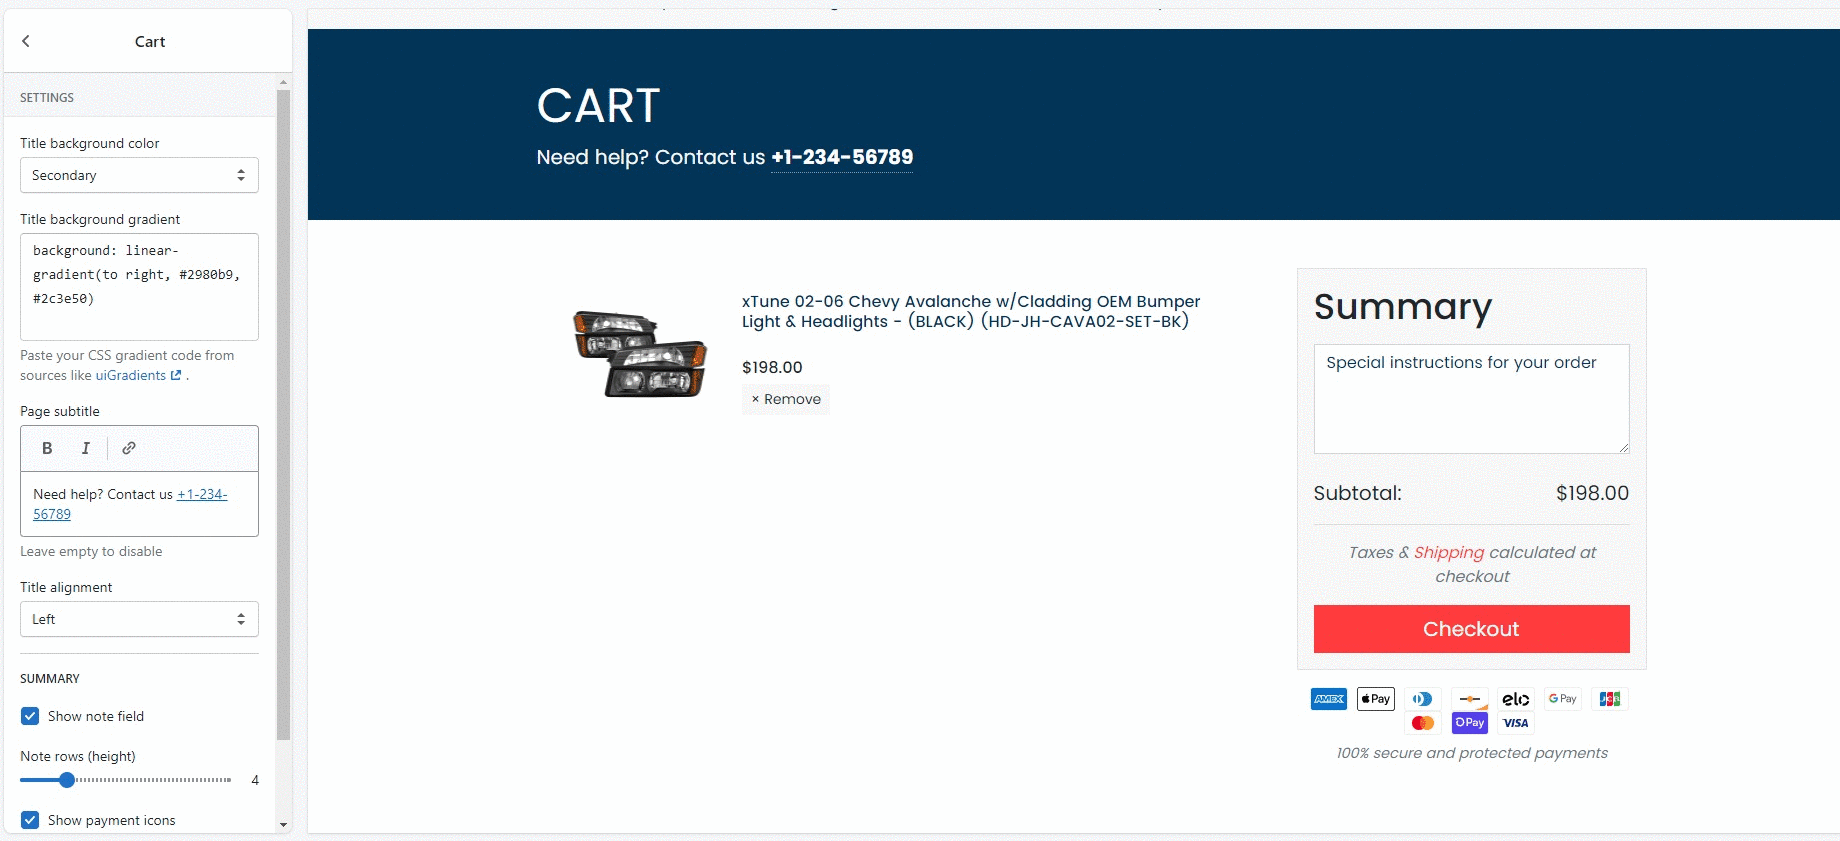 Cart
SETTINGS
Title background color
Secondary
Title background gradient
background: linear-
gradient(to right, #2980b9,
#2c3e50)
Paste your CSS gradient code from
sources like uiGradients .
Page subtitle
B I
Need help? Contact us +1-234-
56789
Leave empty to disable
Title alignment
Left
SUMMARY
Show note field
Note rows (height)
4
Show payment icons
CART
Need help? Contact us +1-234-56789
xTune 02-06 Chevy Avalanche w/Cladding OEM Bumper
Light & Headlights - (BLACK) (HD-JH-CAVA02-SET-BK)
$198.00
× Remove
Summary
Special instructions for your order
Subtotal: $198.00
Taxes & Shipping calculated at
checkout
Checkout
AMEX Pay elo G Pay JCB
Pay VISA
100% secure and protected payments